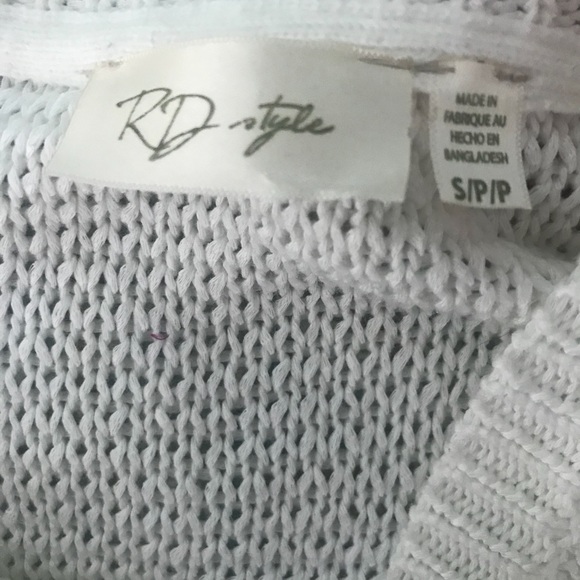 RD style
MADE IN
FABRIQUE AU
HECHO EN
BANGLADESH
S/P/P